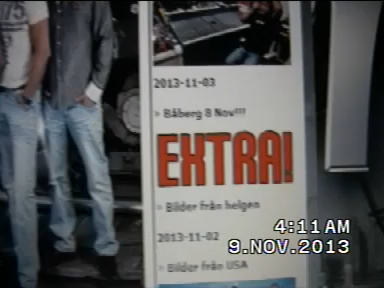 2013-11-03
> Båberg 8 Nov!!!
EXTRA!
> Bilder från helgen
2013-11-02
> Bilder från USA
4:11 AM
9.NOV.2013